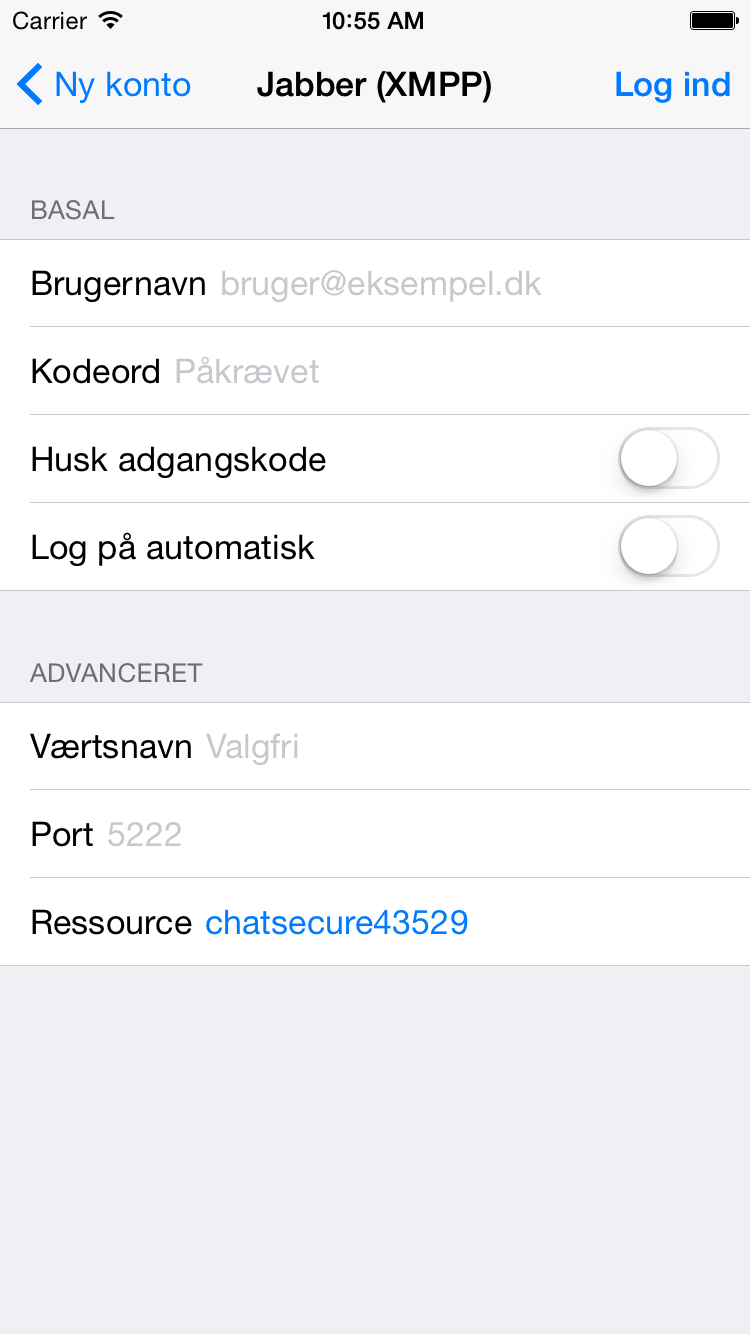 Carrier 10:55 AM
Ny konto Jabber (XMPP) Log ind
BASAL
Brugernavn bruger@eksempel.dk
Kodeord Påkrævet
Husk adgangskode
Log på automatisk
ADVANCERET
Værtsnavn Valgfri
Port 5222
Ressource chatsecure43529